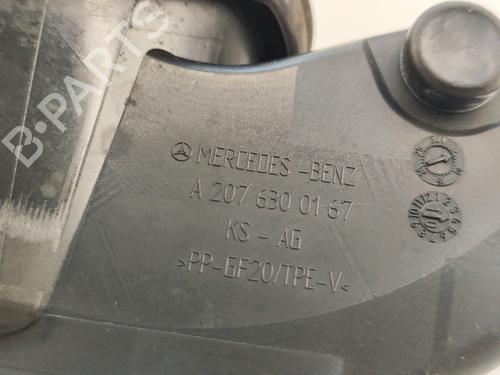 B-PARTS
MERCEDES-BENZ
A 207 630 01 67
KS - AG
>PP-GF20/TPE-V<